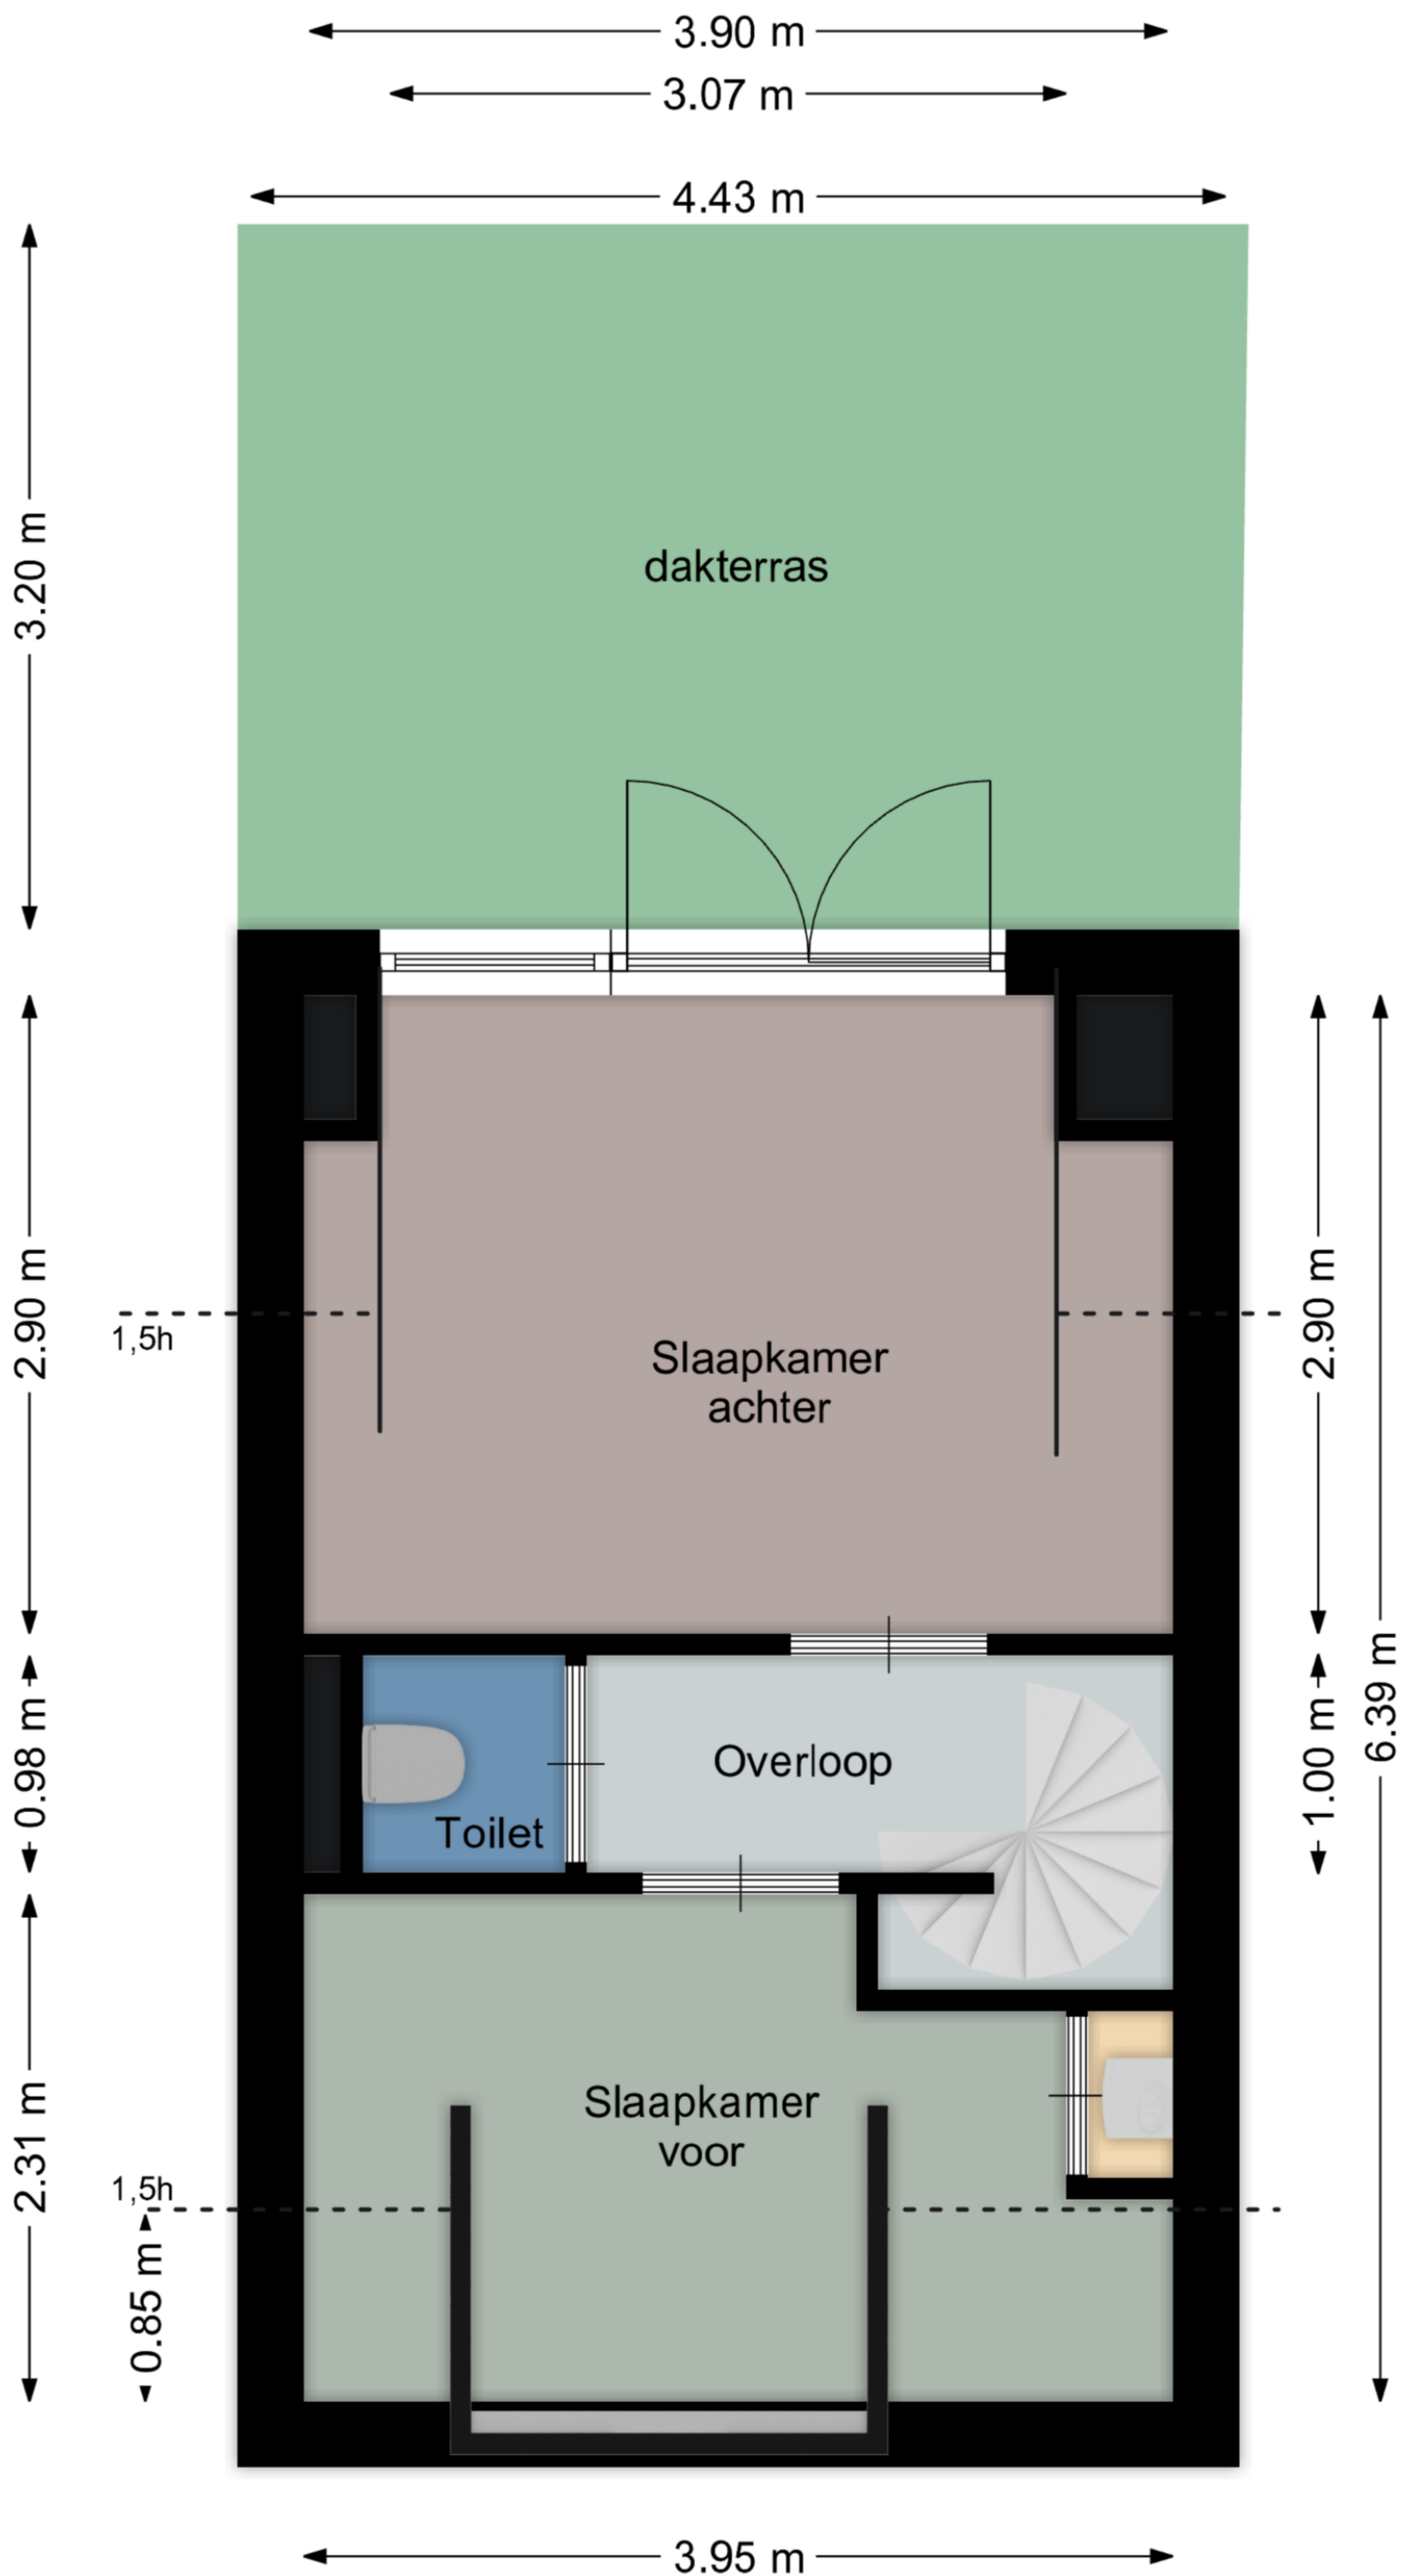 3.90 m
3.07 m
4.43 m
3.20 m
dakterras
2.90 m
2.90 m
1,5h
Slaapkamer
achter
6.39 m
0.98 m
1.00 m
Overloop
Toilet
2.31 m
Slaapkamer
voor
1,5h
0.85 m
3.95 m